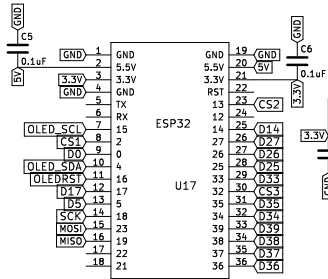 GND
C5
0.1uF
5V
GND
C6
0.1uF
3.3V
ESP32
U17
GND 1 GND GND 19 GND
2 5.5V 5.5V 20 5V
3.3V 3 3.3V 3.3V 21
GND 4 GND RST 22
5 TX 13 23 CS2
6 RX 12 24
OLED_SCL 7 15 14 25 D14
CS1 8 2 27 26 D27
D0 9 0 26 27 D26
OLED_SDA 10 4 25 28 D25
OLEDRST 11 16 33 29 D33
D17 12 17 32 30 CS3
D5 13 5 35 31 D35
SCK 14 18 34 32 D34
MOSI 15 23 39 33 D39
MISO 16 19 38 34 D38
17 22 37 35 D37
18 21 36 36 D36
3.3V
GND